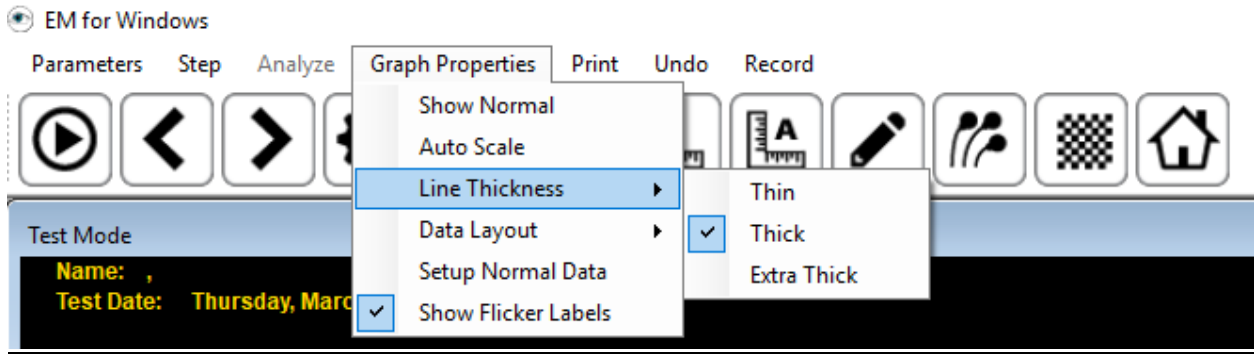 EM for Windows
Parameters Step Analyze Graph Properties Print Undo Record
A
Show Normal
Auto Scale
Line Thickness
Data Layout
Setup Normal Data
Show Flicker Labels
Thin
Thick
Extra Thick
Test Mode
Name: ,
Test Date: Thursday,